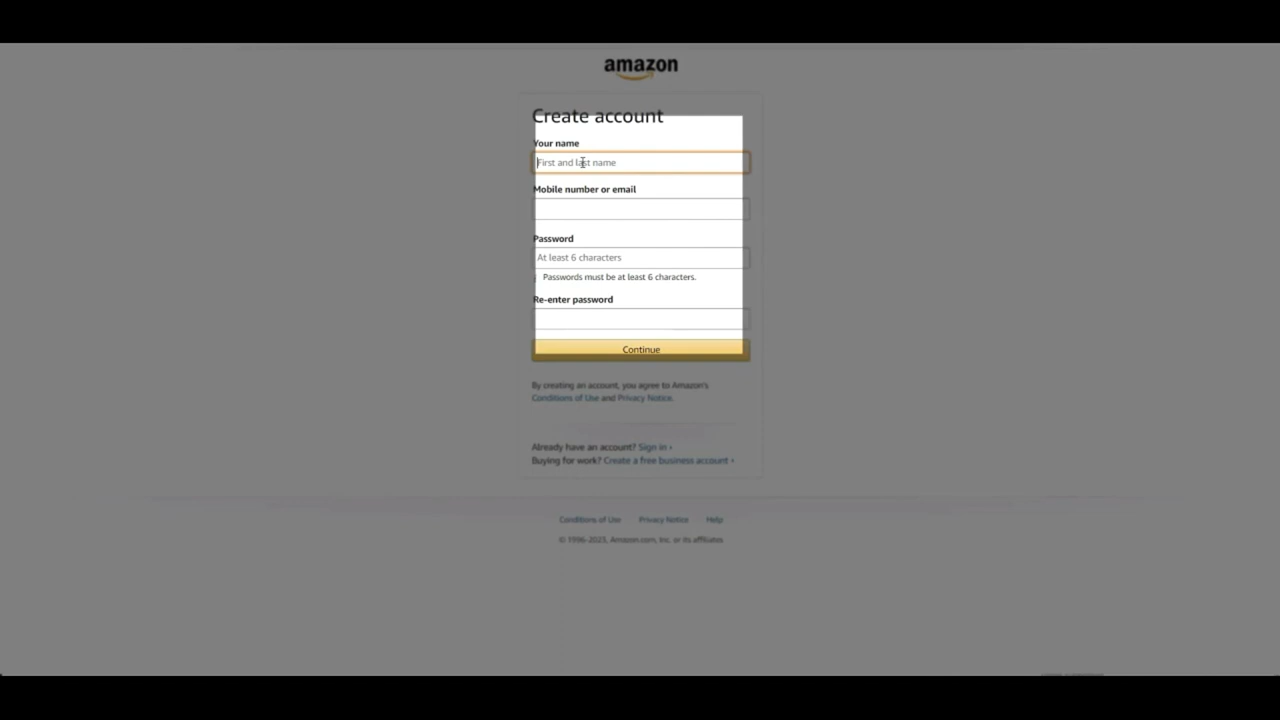 amazon
Create account
Your name
First and last name
Mobile number or email
Password
At least 6 characters
Passwords must be at least 6 characters.
Re-enter password
Continue
By creating an account, you agree to Amazon's
Conditions of Use and Privacy Notice.
Already have an account? Sign in ›
Buying for work? Create a free business account ›
Conditions of Use Privacy Notice Help
© 1996-2023, Amazon.com, Inc. or its affiliates